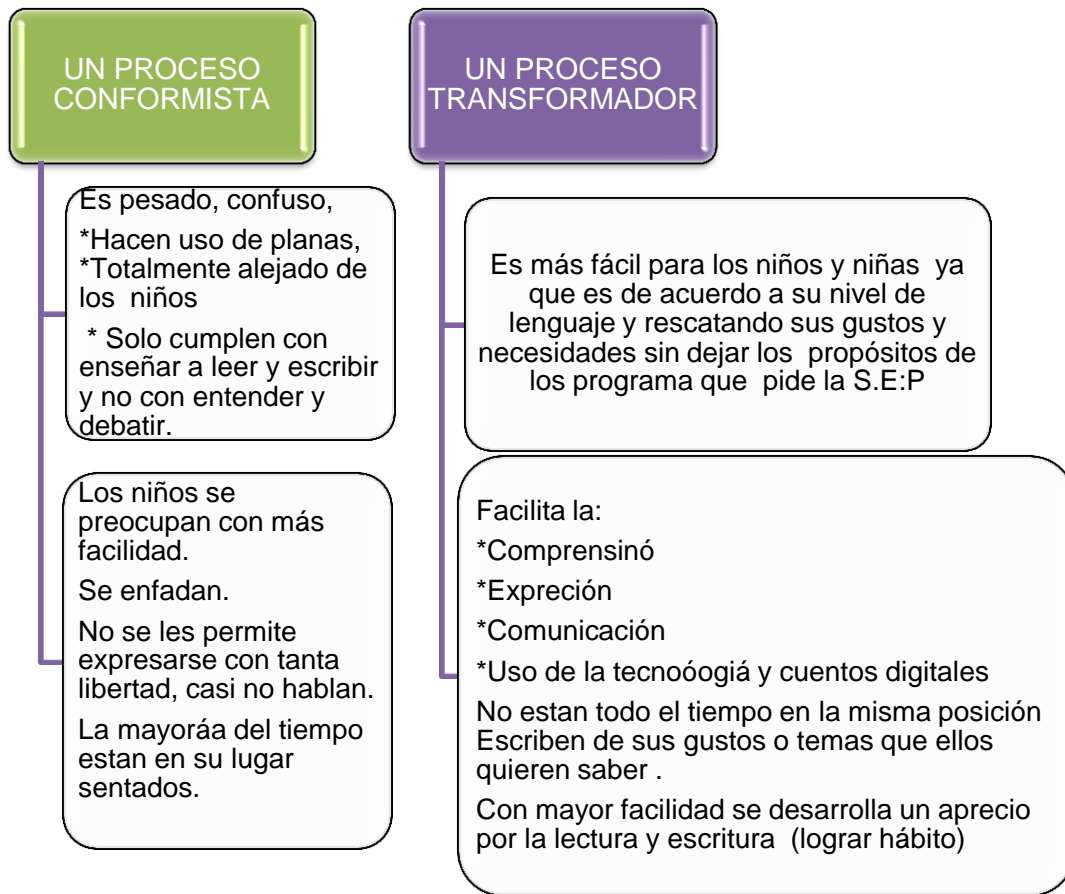 UN PROCESO
CONFORMISTA
Es pesado, confuso,
*Hacen uso de planas,
*Totalmente alejado de
los niños
* Solo cumplen con
enseñar a leer y escribir
y no con entender y
debatir.
Los niños se
preocupan con más
facilidad.
Se enfadan.
No se les permite
expresarse con tanta
libertad, casi no hablan.
La mayoráa del tiempo
estan en su lugar
sentados.
UN PROCESO
TRANSFORMADOR
Es más fácil para los niños y niñas ya
que es de acuerdo a su nivel de
lenguaje y rescatando sus gustos y
necesidades sin dejar los propósitos de
los programa que pide la S.E:P
Facilita la:
*Comprensinó
*Expreción
*Comunicación
*Uso de la tecnoóogiá y cuentos digitales
No estan todo el tiempo en la misma posición
Escriben de sus gustos o temas que ellos
quieren saber .
Con mayor facilidad se desarrolla un aprecio
por la lectura y escritura (lograr hábito)